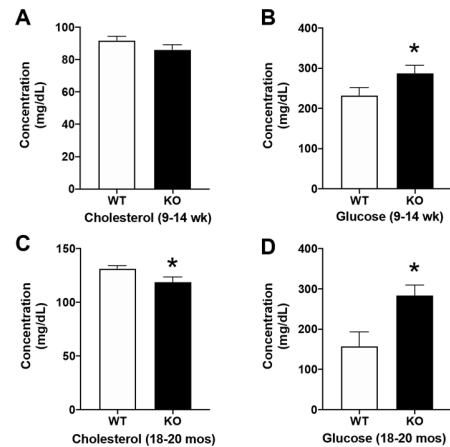 A
Concentration
(mg/dL)
100
80
60
40
20
0
WT
KO
Cholesterol (9-14 wk)
B
Concentration
(mg/dL)
400
300
200
100
0
*
WT
KO
Glucose (9-14 wk)
C
Concentration
(mg/dL)
150
100
50
0
*
WT
KO
Cholesterol (18-20 mos)
D
Concentration
(mg/dL)
400
300
200
100
0
*
WT
KO
Glucose (18-20 mos)